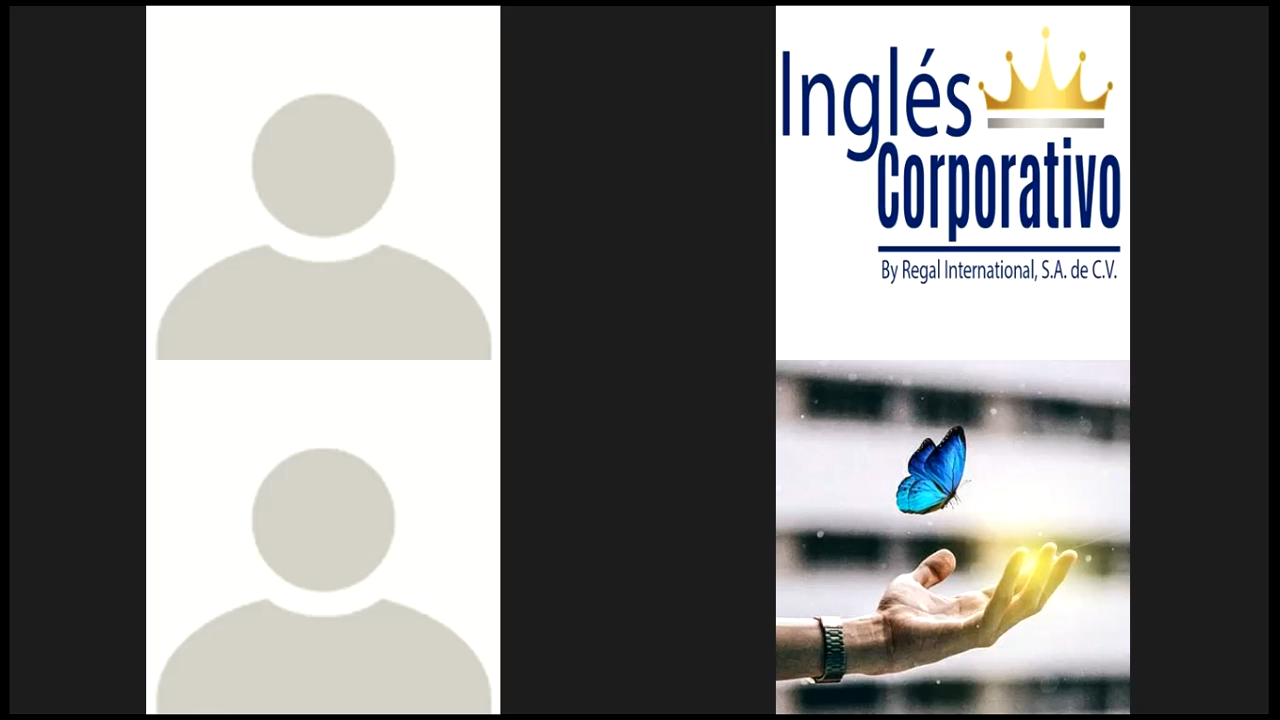 Inglés
Corporativo
By Regal International, S.A. de C.V.